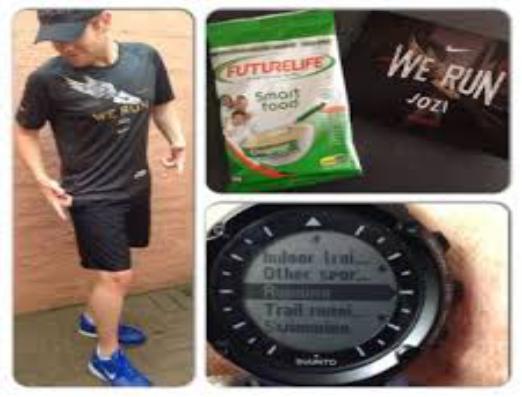 WE RUN
FUTURELIFE
Smart
food
WE RUN
JOZI
Indoor trai...
Other spor...
Running
Trail runni...
Swimming
SUUNTO